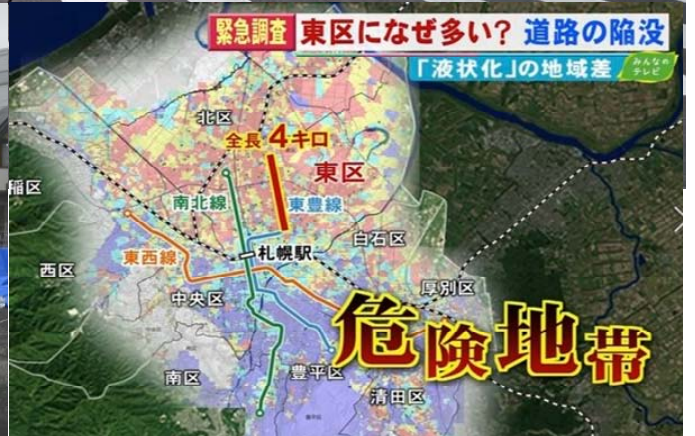 緊急調査 東区になぜ多い? 道路の陥没
「液状化」の地域差
みんなの
テレビ
北区
全長4キロ
東区
稲区
南北線
東豊線
白石区
東西線
札幌駅
西区
厚別区
中央区
危険地帯
南区
豊平区
清田区